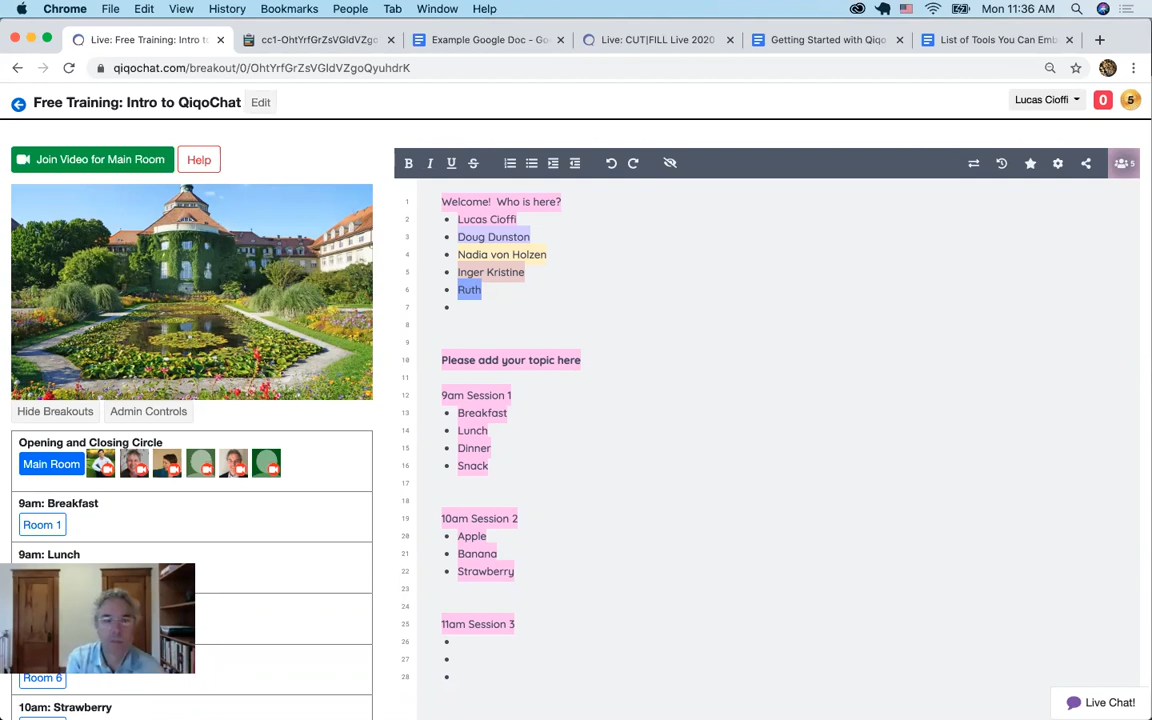 Chrome File Edit View History Bookmarks People Tab Window Help Mon 11:36 AM
Live: Free Training: Intro to cc1-OhtYrfGrZsVGldVZgo Example Google Doc - Go Live: CUT|FILL Live 2020 Getting Started with Qiqo List of Tools You Can Emb
qiqochat.com/breakout/0/OhtYrfGrZsVGIdVZgoQyuhdrK
Free Training: Intro to QiqoChat Edit Lucas Cioffi 0 5
Join Video for Main Room Help
B I U S 5
1 Welcome! Who is here?
2 Lucas Cioffi
3 Doug Dunston
4 Nadia von Holzen
5 Inger Kristine
6 Ruth
7
8
9
10 Please add your topic here
11
12 9am Session 1
13 Breakfast
14 Lunch
15 Dinner
16 Snack
17
18
19 10am Session 2
20 Apple
21 Banana
22 Strawberry
23
24
25 11am Session 3
26
27
28
Hide Breakouts Admin Controls
Opening and Closing Circle
Main Room
9am: Breakfast
Room 1
9am: Lunch
Room 6
10am: Strawberry
Live Chat!